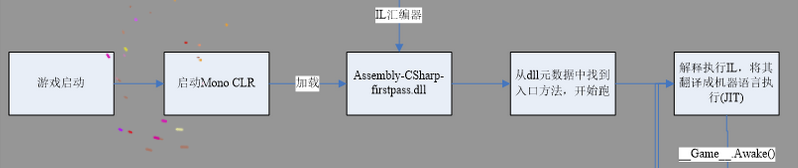 IL汇编器
游戏启动
启动Mono CLR
加载
Assembly-CSharp-
firstpass.dll
从dll元数据中找到
入口方法，开始跑
解释执行IL，将其
翻译成机器语言执
行(JIT)
__Game__.Awake()